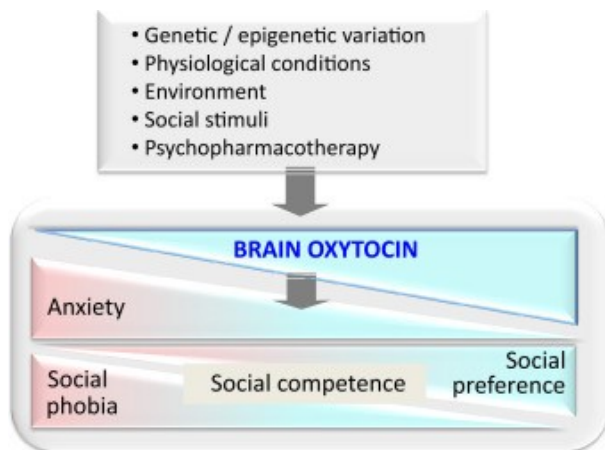 • Genetic / epigenetic variation
• Physiological conditions
• Environment
• Social stimuli
• Psychopharmacotherapy
BRAIN OXYTOCIN
Anxiety
Social phobia
Social competence
Social preference